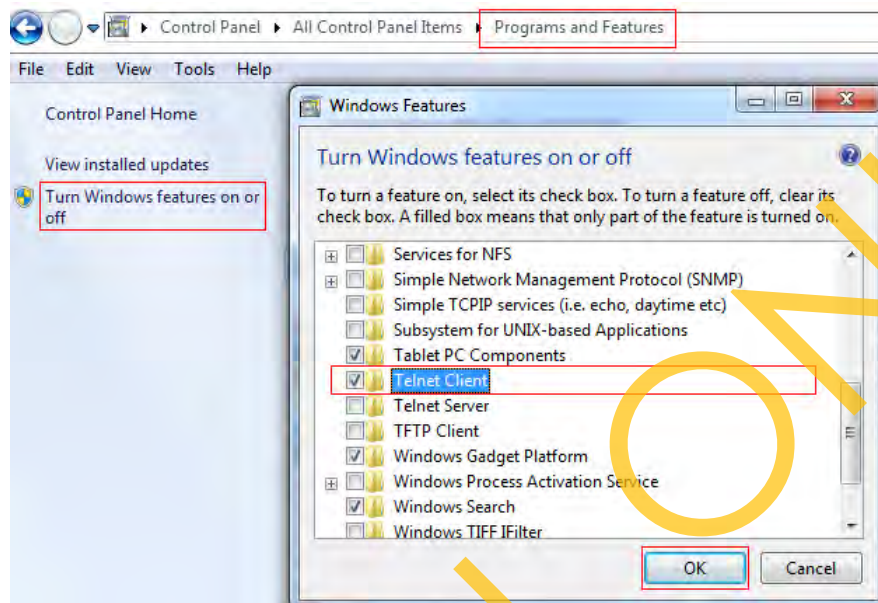 Control Panel ▸ All Control Panel Items ▸ Programs and Features
File Edit View Tools Help
Control Panel Home
View installed updates
Turn Windows features on or
off
Windows Features
Turn Windows features on or off
To turn a feature on, select its check box. To turn a feature off, clear its
check box. A filled box means that only part of the feature is turned on.
Services for NFS
Simple Network Management Protocol (SNMP)
Simple TCPIP services (i.e. echo, daytime etc)
Subsystem for UNIX-based Applications
Tablet PC Components
Telnet Client
Telnet Server
TFTP Client
Windows Gadget Platform
Windows Process Activation Service
Windows Search
Windows TIFF IFilter
OK Cancel